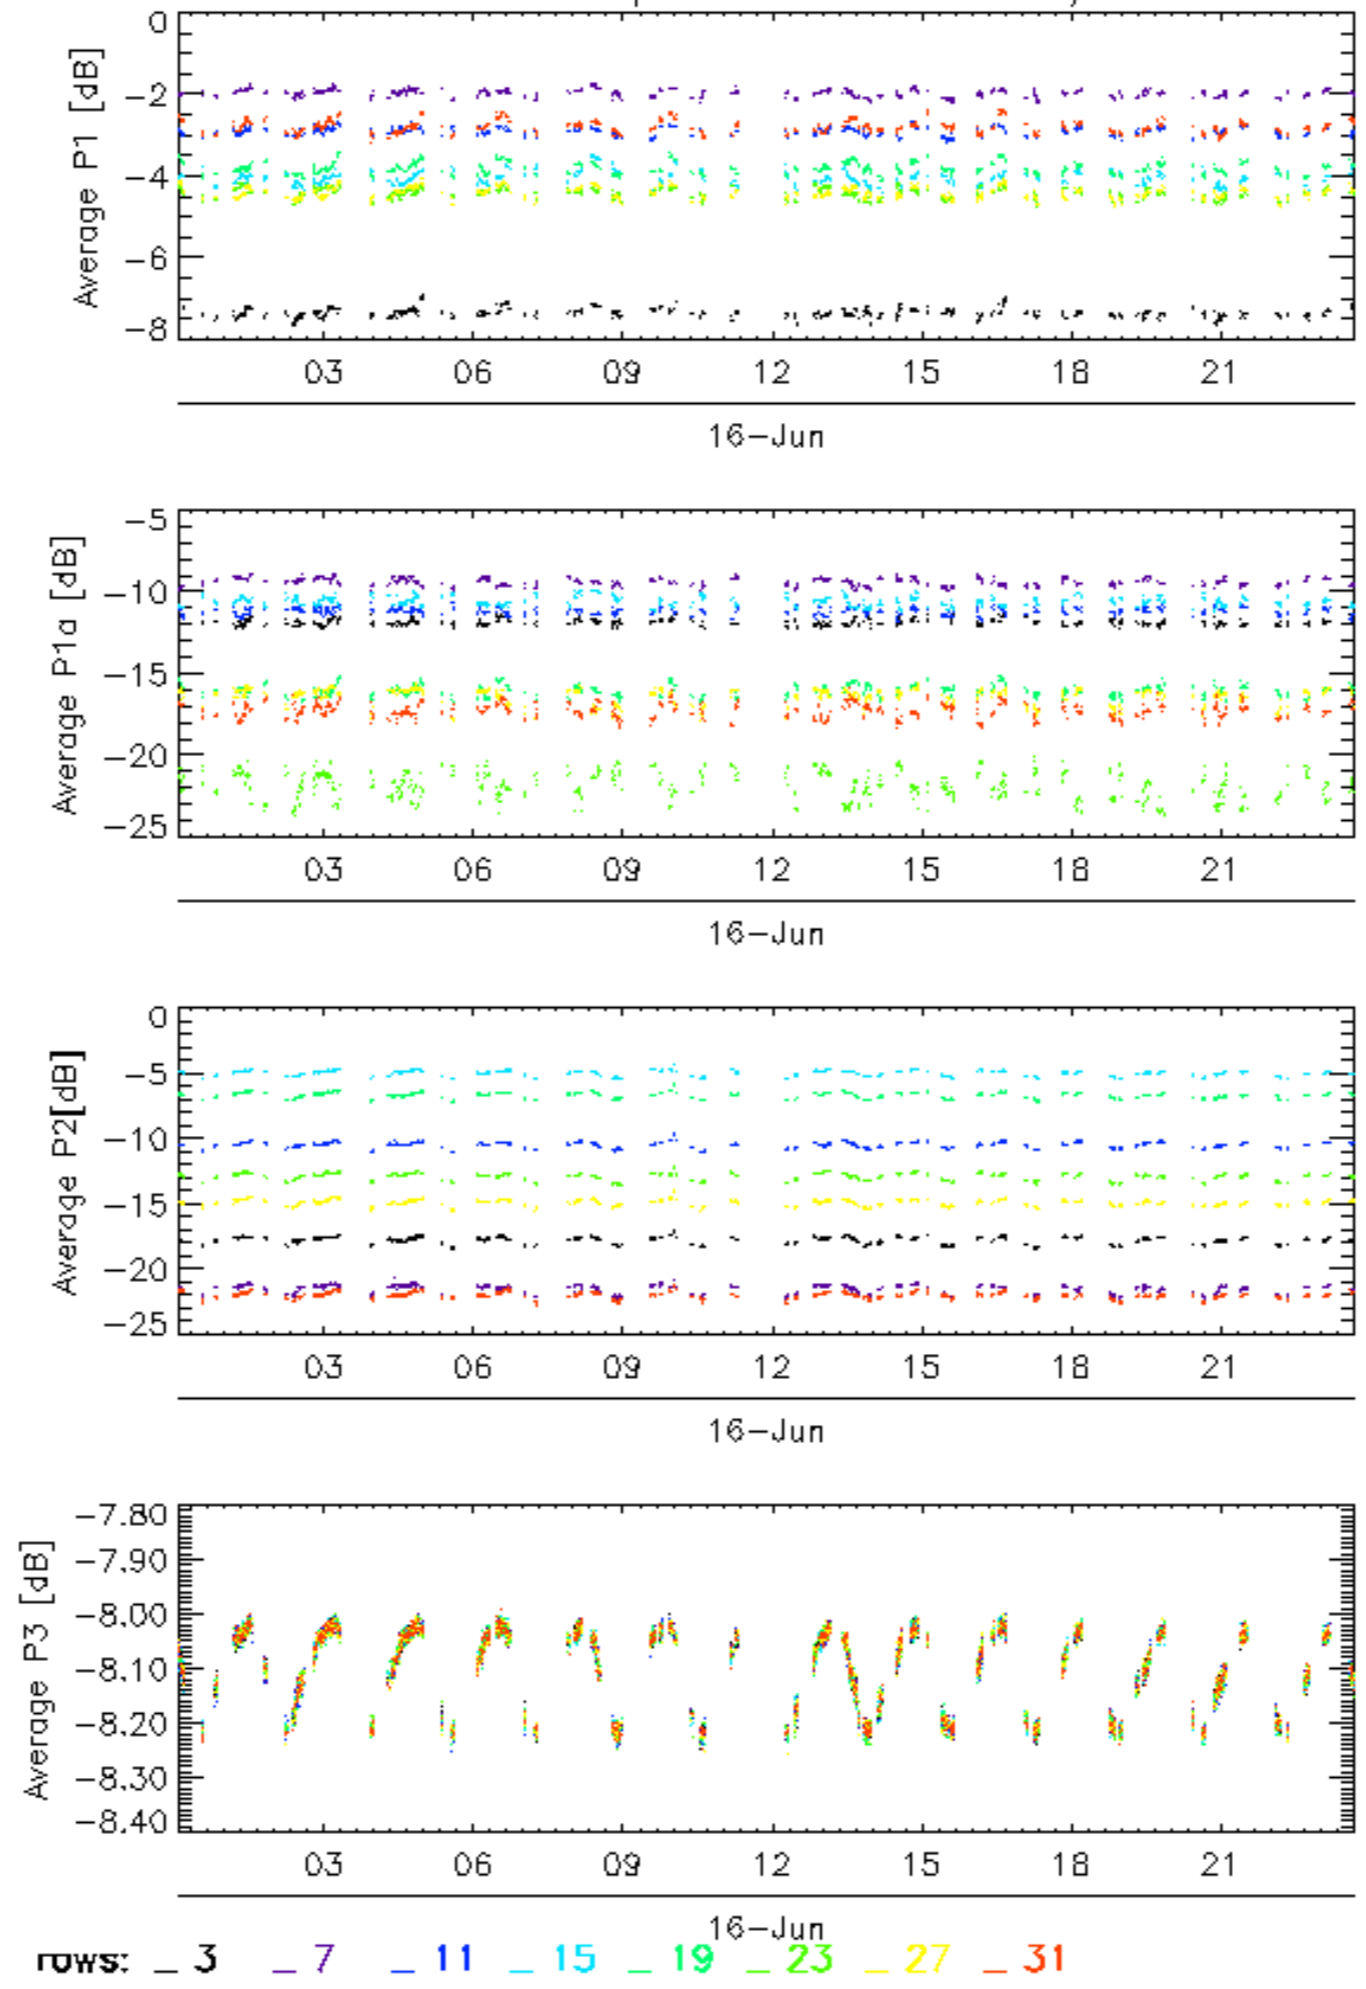 0
-2
-4
-6
-8
Average P1 [dB]
03 06 09 12 15 18 21
16-Jun
-5
-10
-15
-20
-25
Average P1a [dB]
03 06 09 12 15 18 21
16-Jun
0
-5
-10
-15
-20
-25
Average P2[dB]
03 06 09 12 15 18 21
16-Jun
-7.80
-7.90
-8.00
-8.10
-8.20
-8.30
-8.40
Average P3 [dB]
03 06 09 12 15 18 21
16-Jun
rows: _ 3 _ 7 _ 11 _ 15 _ 19 _ 23 _ 27 _ 31